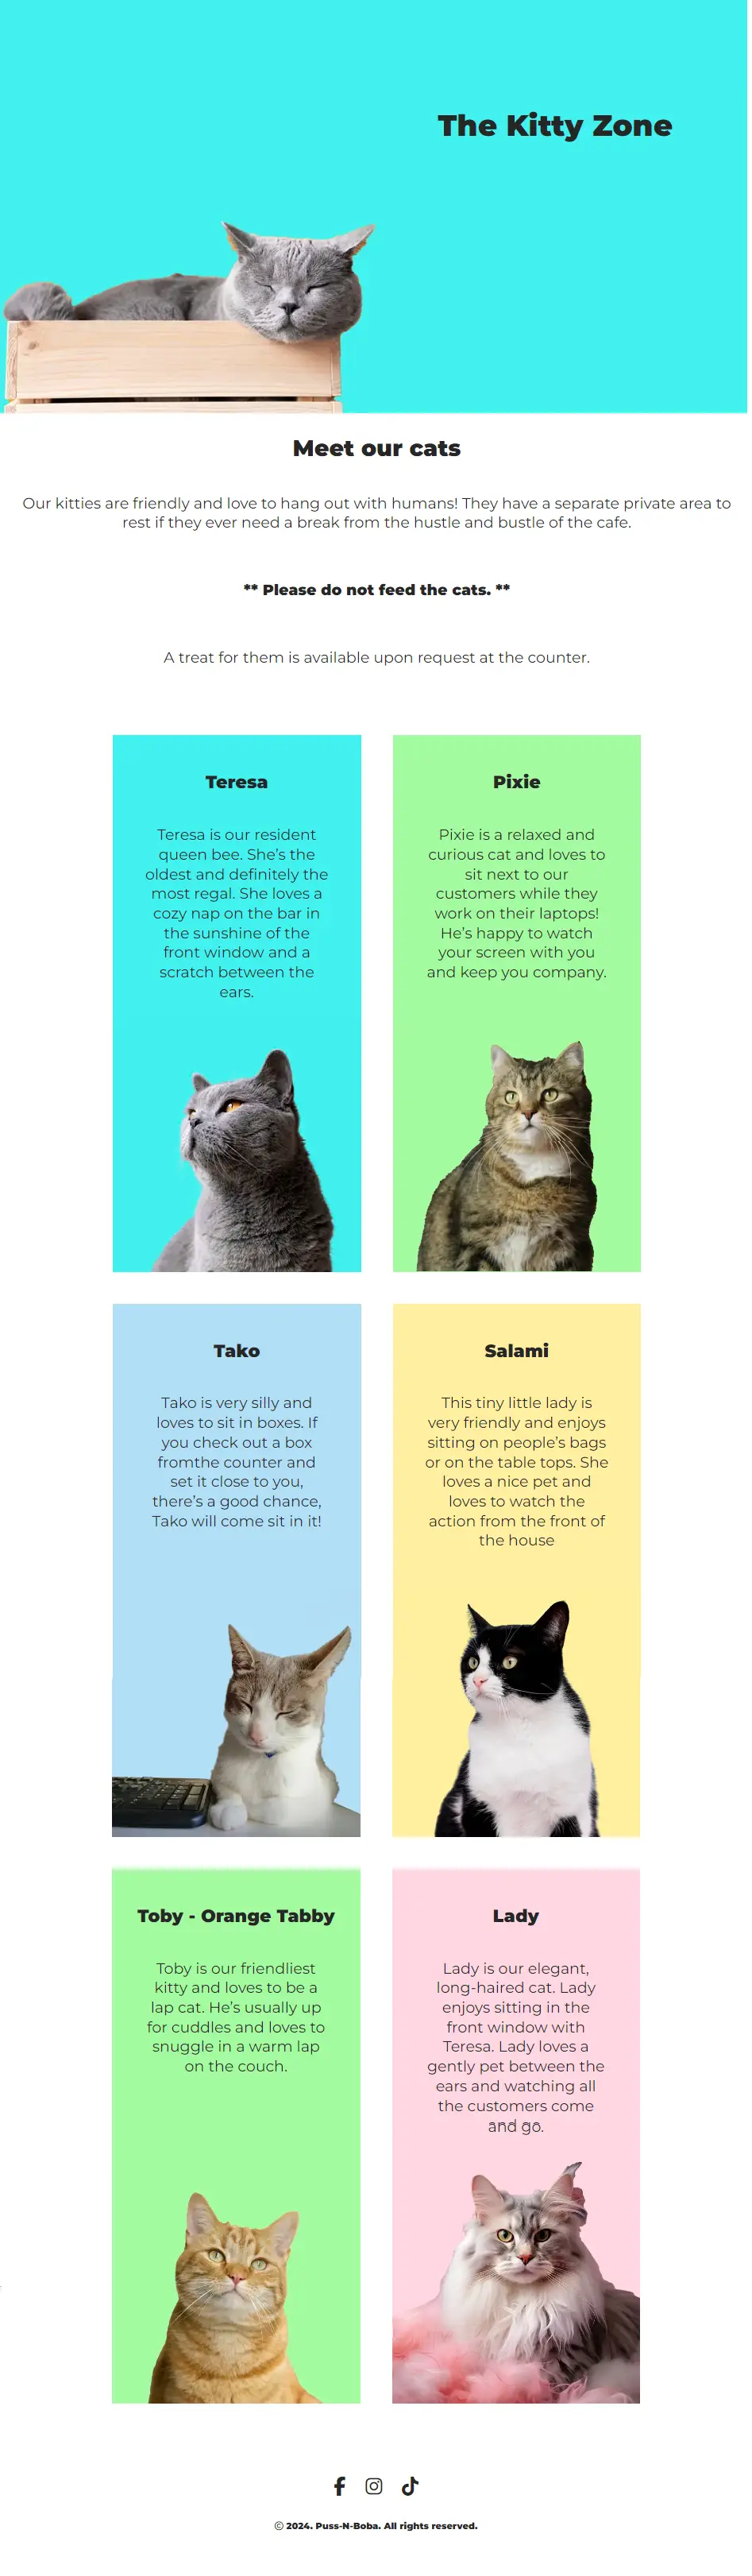 The Kitty Zone
Meet our cats
Our kitties are friendly and love to hang out with humans! They have a separate private area to
rest if they ever need a break from the hustle and bustle of the cafe.
** Please do not feed the cats. **
A treat for them is available upon request at the counter.
Teresa
Teresa is our resident
queen bee. She’s the
oldest and definitely the
most regal. She loves a
cozy nap on the bar in
the sunshine of the
front window and a
scratch between the
ears.
Pixie
Pixie is a relaxed and
curious cat and loves to
sit next to our
customers while they
work on their laptops!
He’s happy to watch
your screen with you
and keep you company.
Tako
Tako is very silly and
loves to sit in boxes. If
you check out a box
fromthe counter and
set it close to you,
there’s a good chance,
Tako will come sit in it!
Salami
This tiny little lady is
very friendly and enjoys
sitting on people’s bags
or on the table tops. She
loves a nice pet and
loves to watch the
action from the front of
the house
Toby - Orange Tabby
Toby is our friendliest
kitty and loves to be a
lap cat. He’s usually up
for cuddles and loves to
snuggle in a warm lap
on the couch.
Lady
Lady is our elegant,
long-haired cat. Lady
enjoys sitting in the
front window with
Teresa. Lady loves a
gently pet between the
ears and watching all
the customers come
and go.
© 2024. Puss-N-Boba. All rights reserved.